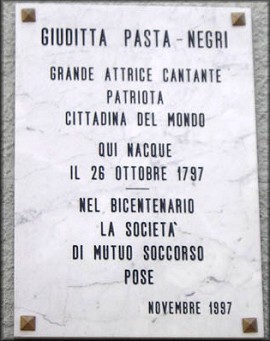 GIUDITTA PASTA-NEGRI
GRANDE ATTRICE CANTANTE
PATRIOTA
CITTADINA DEL MONDO
QUI NACQUE
IL 26 OTTOBRE 1797
NEL BICENTENARIO
LA SOCIETÀ
DI MUTUO SOCCORSO
POSE
NOVEMBRE 1997